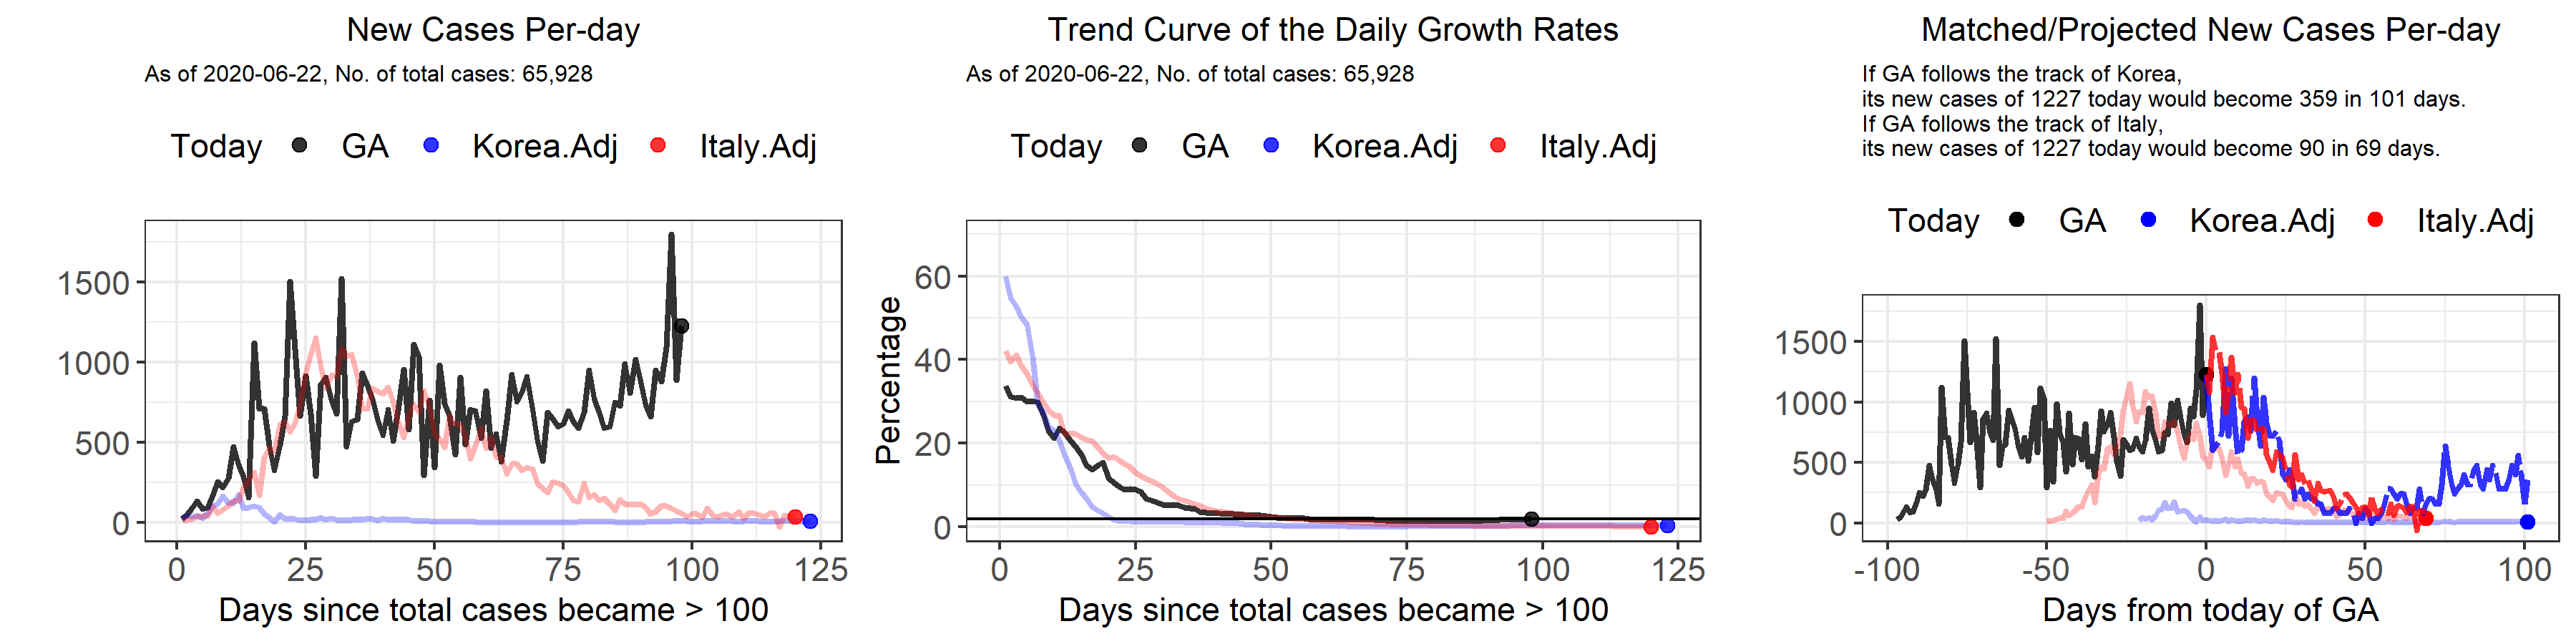 New Cases Per-day
As of 2020-06-22, No. of total cases: 65,928
Today GA Korea.Adj Italy.Adj
1500
1000
500
0
0 25 50 75 100 125
Days since total cases became > 100
Trend Curve of the Daily Growth Rates
As of 2020-06-22, No. of total cases: 65,928
Today GA Korea.Adj Italy.Adj
Percentage
60
40
20
0
0 25 50 75 100 125
Days since total cases became > 100
Matched/Projected New Cases Per-day
If GA follows the track of Korea,
its new cases of 1227 today would become 359 in 101 days.
If GA follows the track of Italy,
its new cases of 1227 today would become 90 in 69 days.
Today GA Korea.Adj Italy.Adj
1500
1000
500
0
-100 -50 0 50 100
Days from today of GA